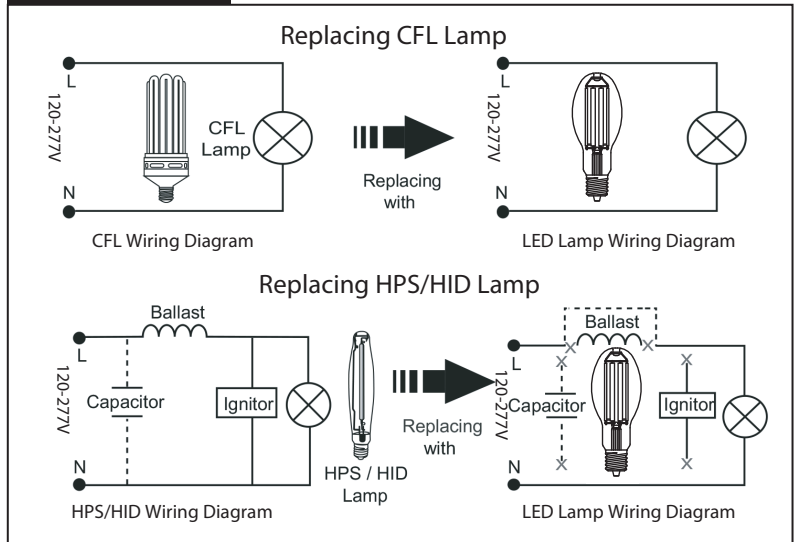 Replacing CFL Lamp
L
120-277V
N
CFL
Lamp
CFL Wiring Diagram
Replacing
with
L
120-277V
N
LED Lamp Wiring Diagram
Replacing HPS/HID Lamp
Ballast
L
120-277V
Capacitor
Ignitor
N
HPS/HID Wiring Diagram
HPS / HID
Lamp
Replacing
with
Ballast
L
120-277V
Capacitor
Ignitor
N
LED Lamp Wiring Diagram